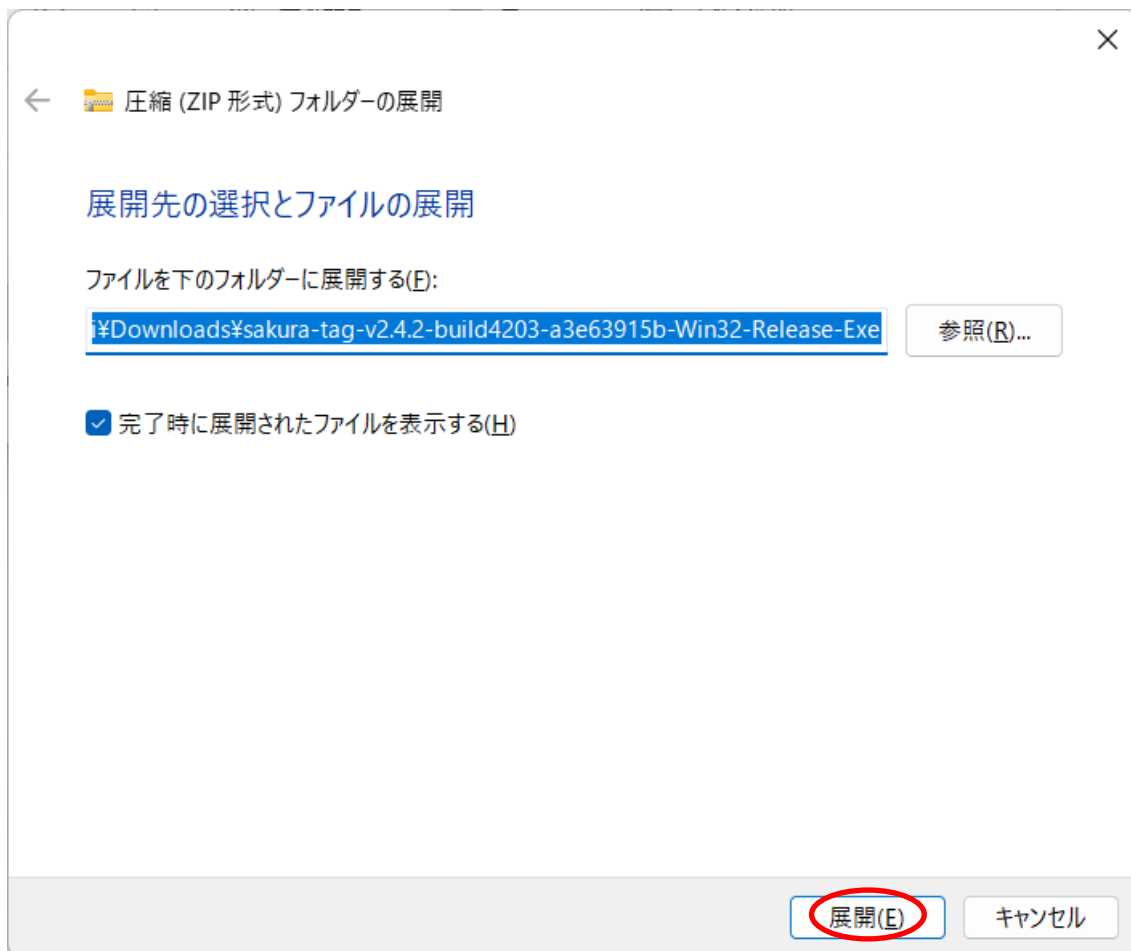 圧縮 (ZIP 形式) フォルダーの展開
展開先の選択とファイルの展開
ファイルを下のフォルダーに展開する(F):
i¥Downloads¥sakura-tag-v2.4.2-build4203-a3e63915b-Win32-Release-Exe
参照(R)...
完了時に展開されたファイルを表示する(H)
展開(E)
キャンセル